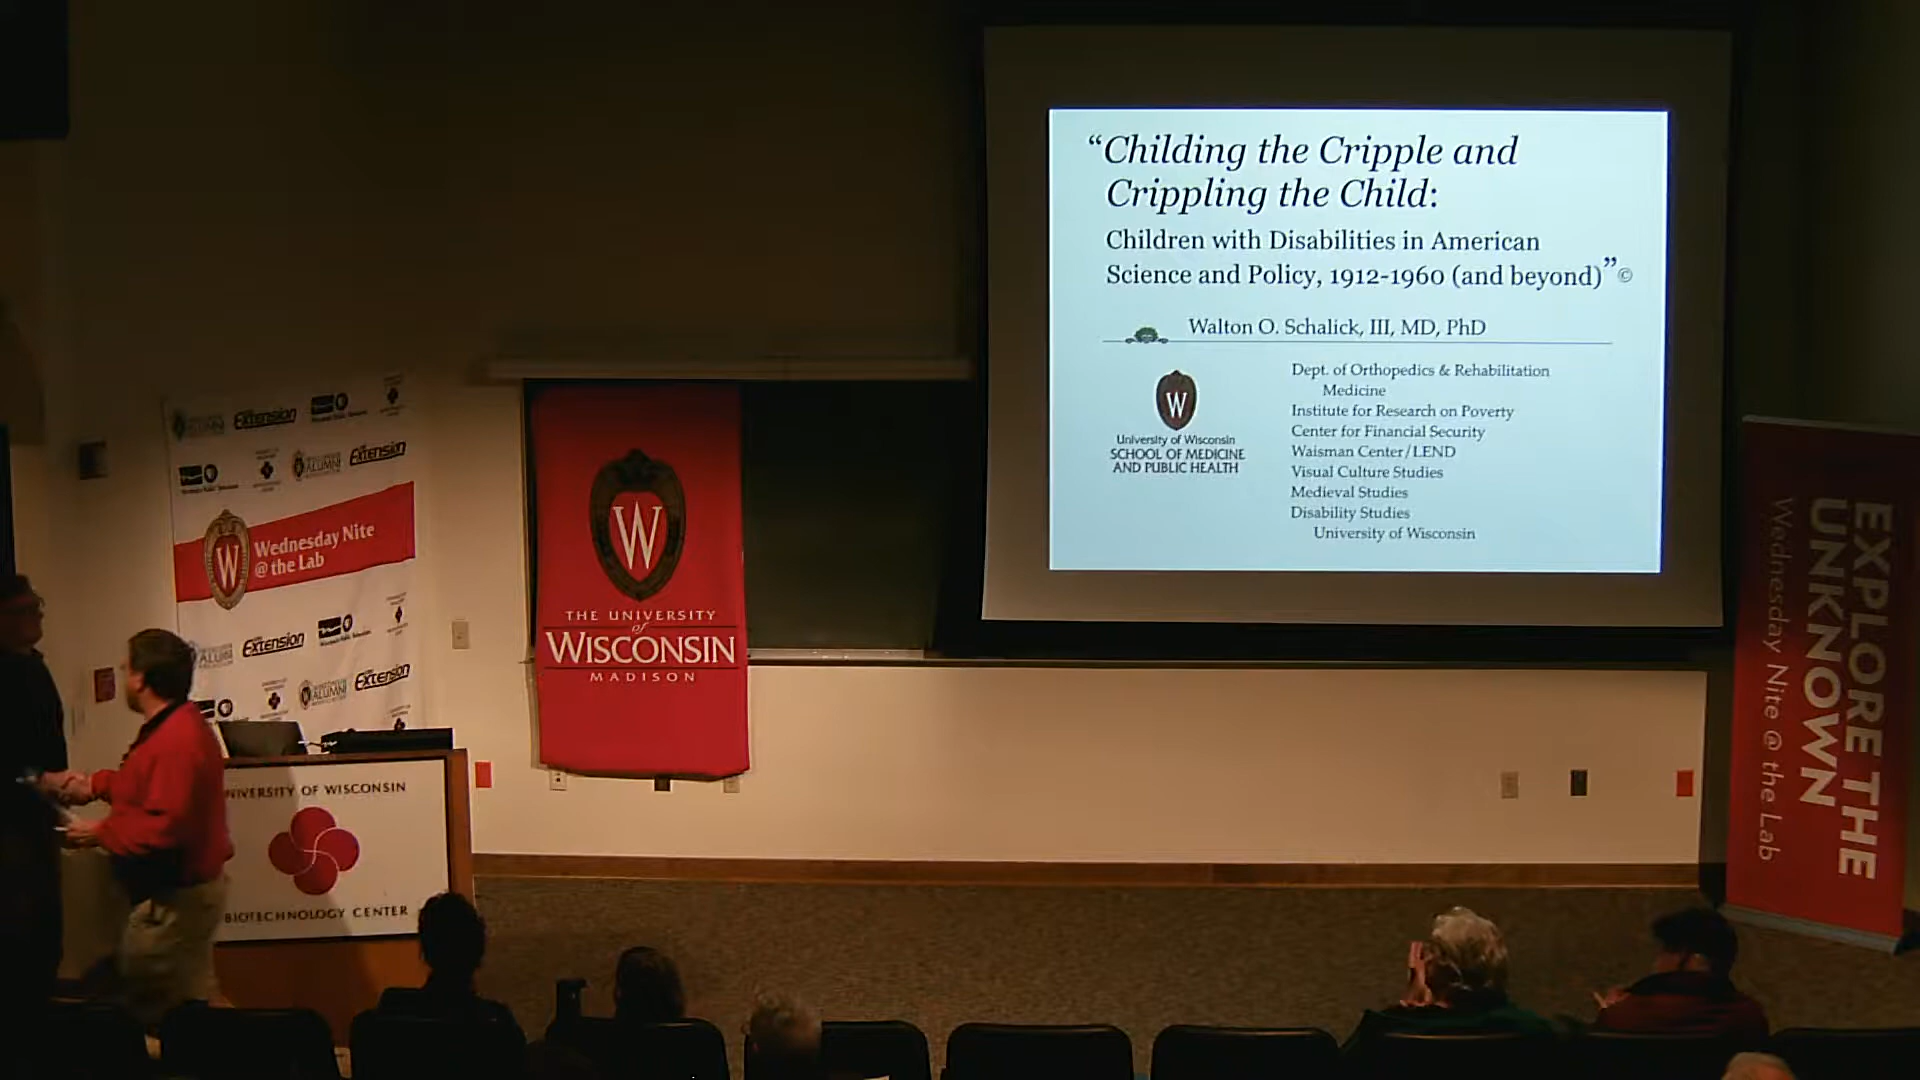 “Childing the Cripple and
Crippling the Child:
Children with Disabilities in American
Science and Policy, 1912-1960 (and beyond)”©
Walton O. Schalick, III, MD, PhD
W
University of Wisconsin
SCHOOL OF MEDICINE
AND PUBLIC HEALTH
Dept. of Orthopedics & Rehabilitation
Medicine
Institute for Research on Poverty
Center for Financial Security
Waisman Center/LEND
Visual Culture Studies
Medieval Studies
Disability Studies
University of Wisconsin
ALUMNI
Extension
ALUMNI
Extension
W
Wednesday Nite
@ the Lab
Extension
ALUMNI
Extension
W
THE UNIVERSITY
of
WISCONSIN
MADISON
NIVERSITY OF WISCONSIN
BIOTECHNOLOGY CENTER
EXPLORE THE
UNKNOWN
Wednesday Nite @ the Lab